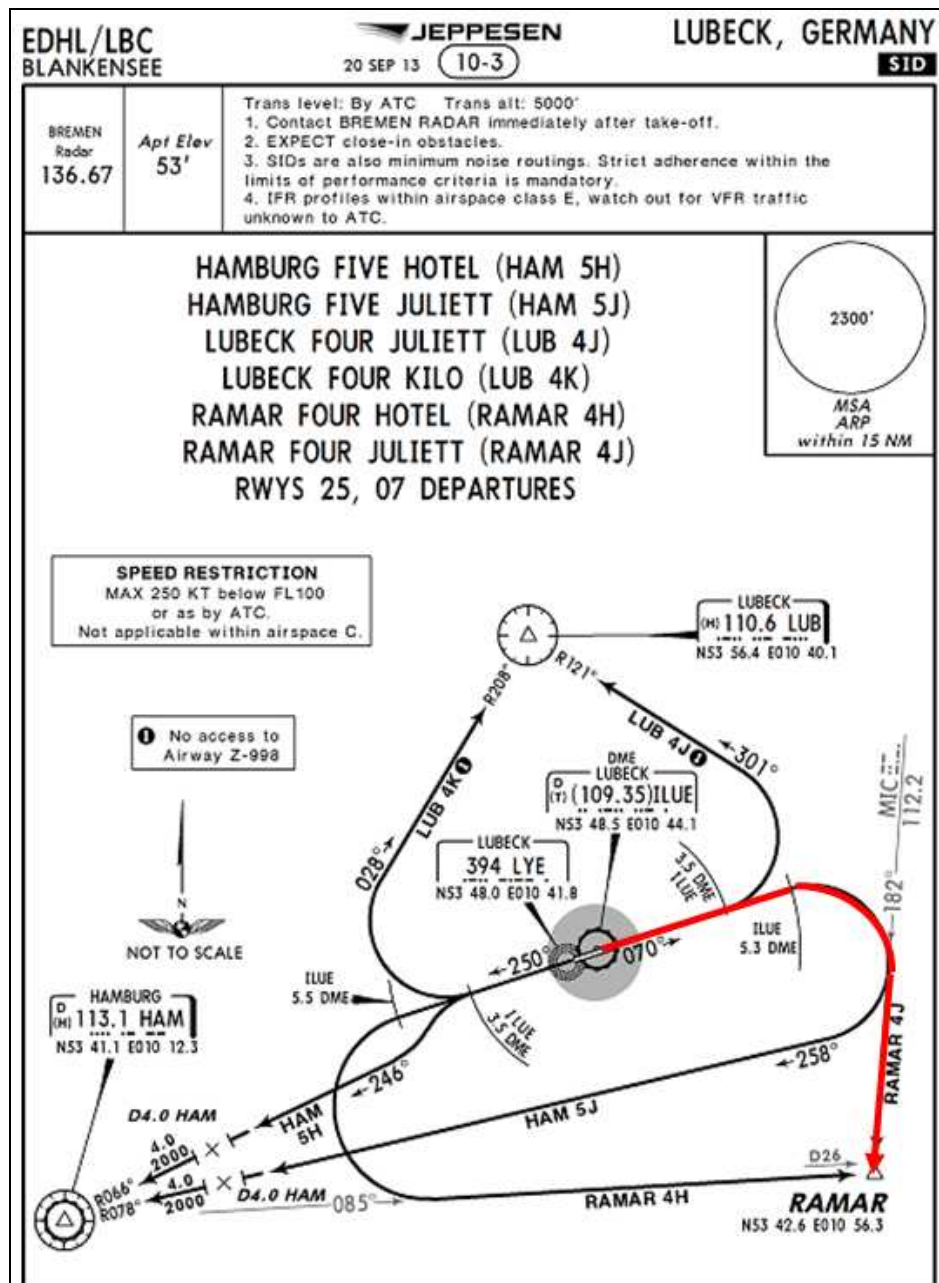 EDHL/LBC
BLANKENSEE
JEPPESEN
20 SEP 13
10-3
LUBECK, GERMANY
SID
BREMEN
Radar
136.67
Apt Elev
53'
Trans level: By ATC Trans alt: 5000'
1. Contact BREMEN RADAR immediately after take-off.
2. EXPECT close-in obstacles.
3. SIDs are also minimum noise routings. Strict adherence within the
limits of performance criteria is mandatory.
4. IFR profiles within airspace class E, watch out for VFR traffic
unknown to ATC.
HAMBURG FIVE HOTEL (HAM 5H)
HAMBURG FIVE JULIETT (HAM 5J)
LUBECK FOUR JULIETT (LUB 4J)
LUBECK FOUR KILO (LUB 4K)
RAMAR FOUR HOTEL (RAMAR 4H)
RAMAR FOUR JULIETT (RAMAR 4J)
RWYS 25, 07 DEPARTURES
2300'
MSA
ARP
within 15 NM
SPEED RESTRICTION
MAX 250 KT below FL100
or as by ATC.
Not applicable within airspace C.
LUBECK
(H) 110.6 LUB
N53 56.4 E010 40.1
R121°
R208°
i No access to
Airway Z-998
LUB 4J i
301°
LUB 4K i
028°
DME
LUBECK
D
(T) (109.35) ILUE
N53 48.5 E010 44.1
MIC
112.2
LUBECK
394 LYE
N53 48.0 E010 41.8
3.5 DME
ILUE
182°
N
NOT TO SCALE
250°
070°
ILUE
5.3 DME
ILUE
5.5 DME
ILUE
3.5 DME
HAMBURG
D
(H) 113.1 HAM
N53 41.1 E010 12.3
RAMAR 4J
258°
246°
HAM 5J
HAM
5H
D4.0 HAM
4.0
2000
R066°
R078°
4.0
2000
D4.0 HAM
085°
RAMAR 4H
D26
RAMAR
N53 42.6 E010 56.3